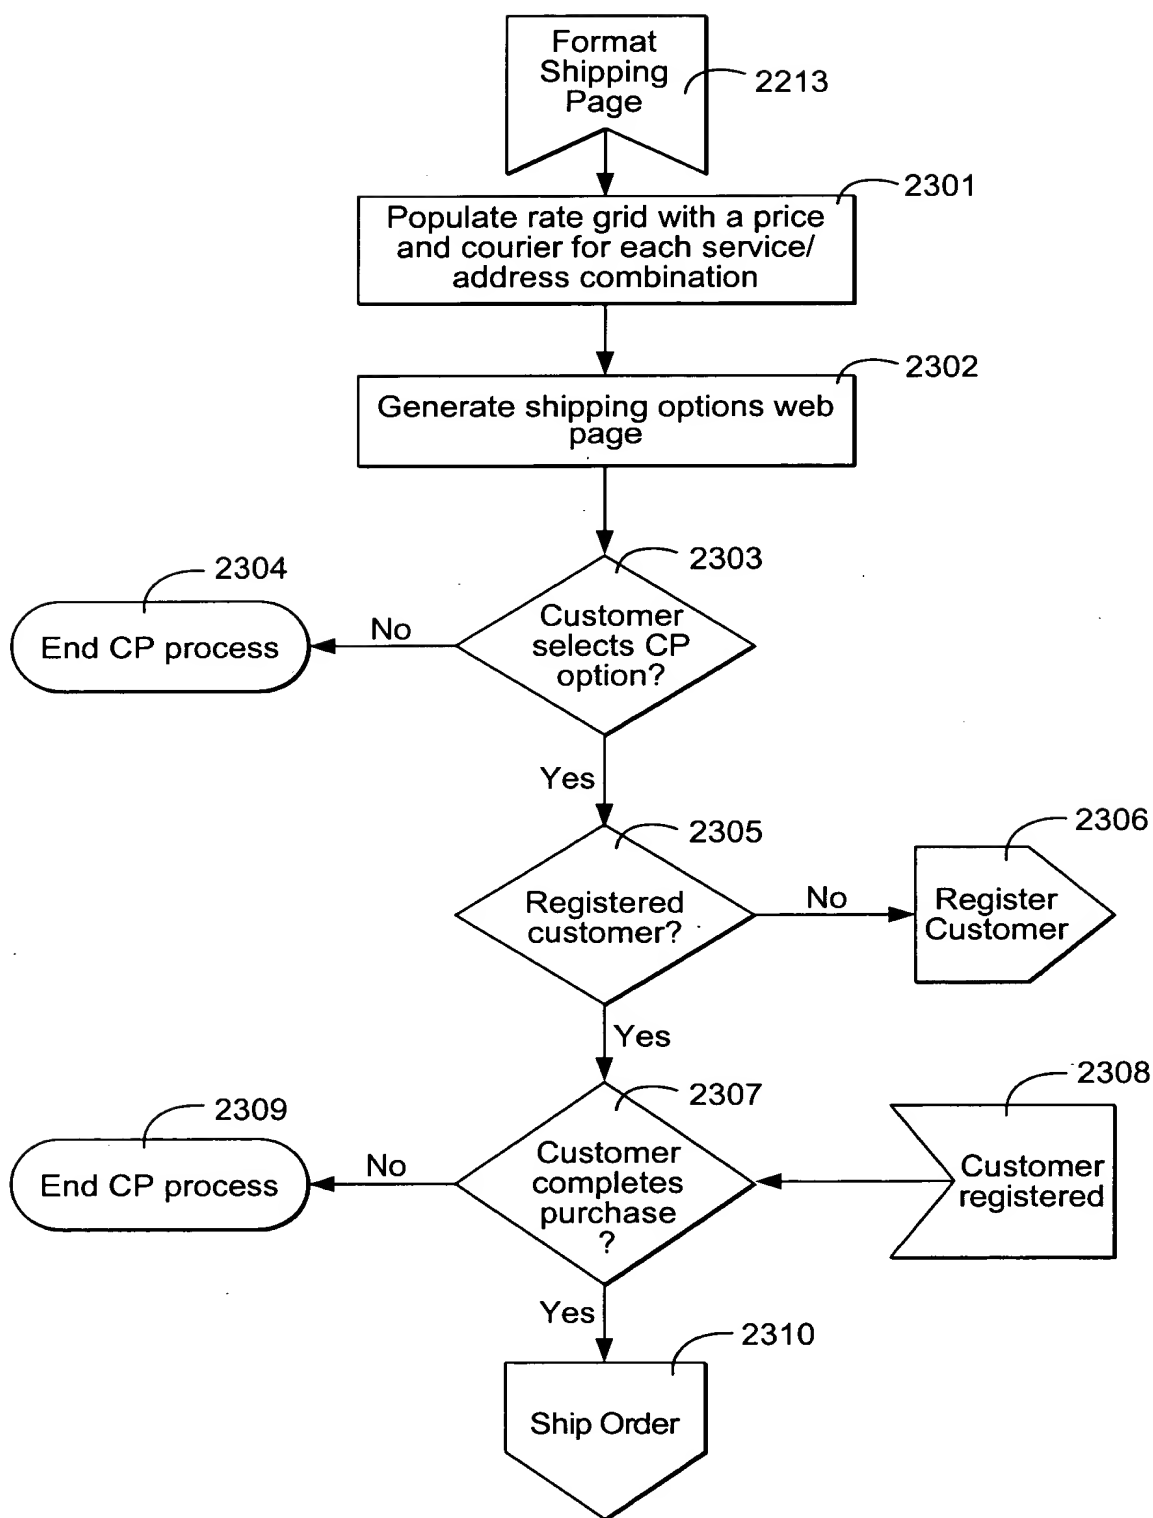 Format
Shipping
Page
2213
2301
Populate rate grid with a price
and courier for each service/
address combination
2302
Generate shipping options web
page
2303
2304
Customer
selects CP
option?
No
End CP process
Yes
2305
2306
Registered
customer?
No
Register
Customer
Yes
2307
2308
2309
Customer
completes
purchase
?
No
End CP process
Customer
registered
Yes
2310
Ship Order